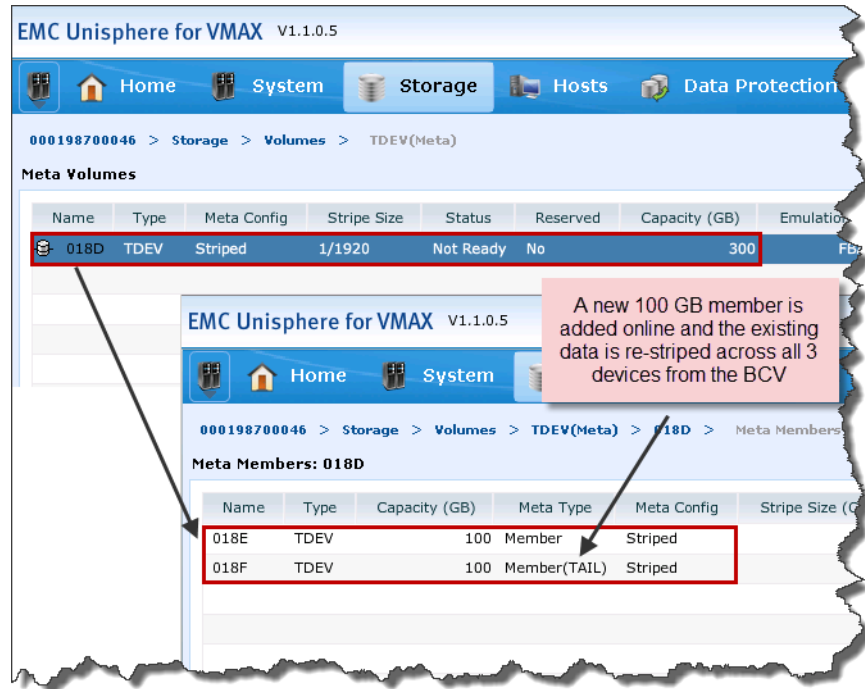 EMC Unisphere for VMAX V1.1.0.5
Home System Storage Hosts Data Protection
000198700046 > Storage > Volumes > TDEV(Meta)
Meta Volumes
Name Type Meta Config Stripe Size Status Reserved Capacity (GB) Emulation
018D TDEV Striped 1/1920 Not Ready No 300 FB
A new 100 GB member is
added online and the existing
data is re-striped across all 3
devices from the BCV
EMC Unisphere for VMAX V1.1.0.5
Home System
000198700046 > Storage > Volumes > TDEV(Meta) > 018D > Meta Members
Meta Members: 018D
Name Type Capacity (GB) Meta Type Meta Config Stripe Size (C
018E TDEV 100 Member Striped
018F TDEV 100 Member(TAIL) Striped